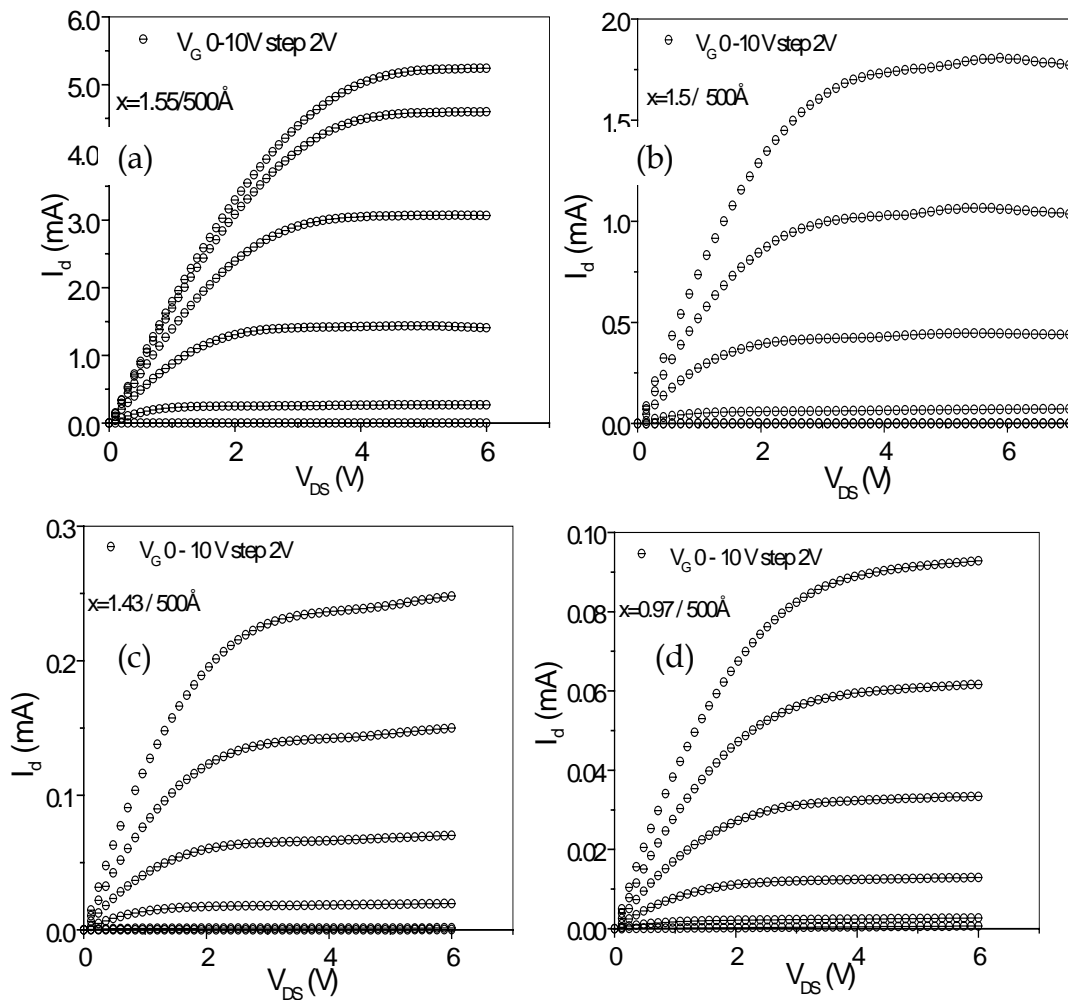 6.0
5.0
4.0
3.0
2.0
1.0
0.0
I_d (mA)
V_G 0-10V step 2V
x=1.55/500Å
(a)
0 2 4 6
V_DS (V)
2.0
1.5
1.0
0.5
0.0
I_d (mA)
V_G 0-10V step 2V
x=1.5 / 500Å
(b)
0 2 4 6
V_DS (V)
0.3
0.2
0.1
0.0
I_d (mA)
V_G 0 - 10 V step 2V
x=1.43 / 500Å
(c)
0 2 4 6
V_DS (V)
0.10
0.08
0.06
0.04
0.02
0.00
I_d (mA)
V_G 0 - 10 V step 2V
x=0.97 / 500Å
(d)
0 2 4 6
V_DS (V)